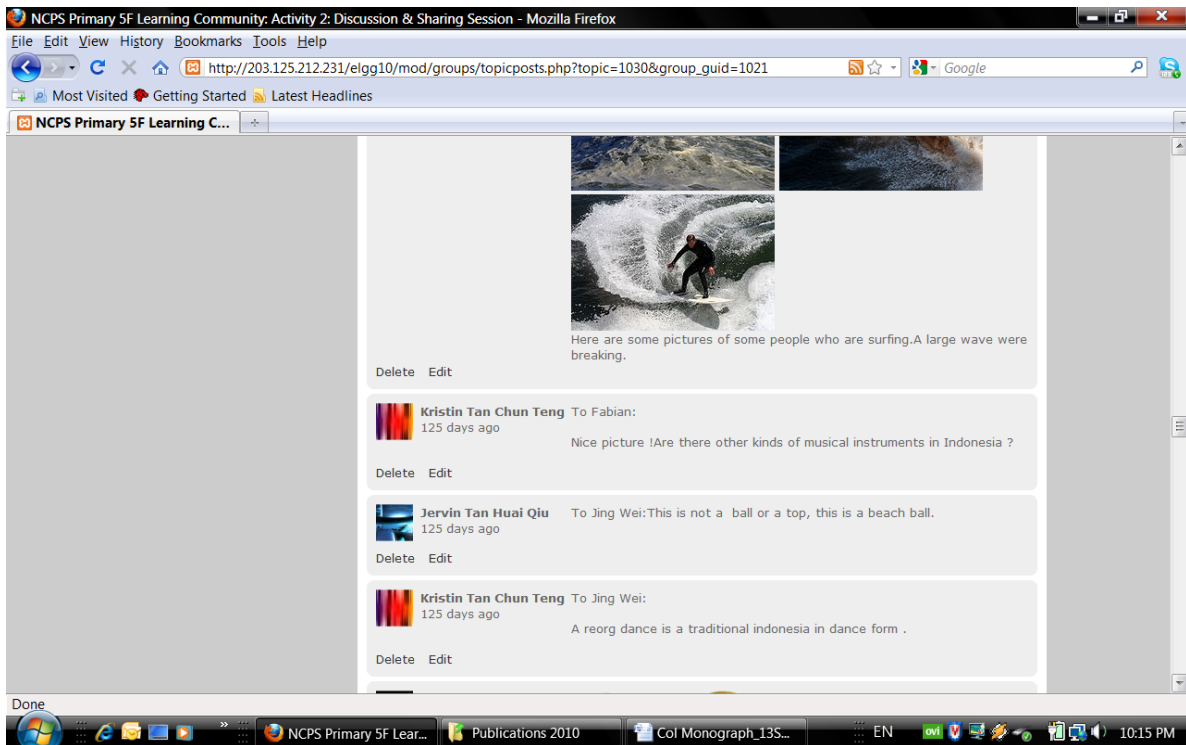 NCPS Primary 5F Learning Community: Activity 2: Discussion & Sharing Session - Mozilla Firefox
File Edit View History Bookmarks Tools Help
http://203.125.212.231/elgg10/mod/groups/topicposts.php?topic=1030&group_guid=1021
Google
Most Visited Getting Started Latest Headlines
NCPS Primary 5F Learning C...
Here are some pictures of some people who are surfing.A large wave were
breaking.
Delete Edit
Kristin Tan Chun Teng To Fabian:
125 days ago
Nice picture !Are there other kinds of musical instruments in Indonesia ?
Delete Edit
Jervin Tan Huai Qiu To Jing Wei:This is not a ball or a top, this is a beach ball.
125 days ago
Delete Edit
Kristin Tan Chun Teng To Jing Wei:
125 days ago
A reorg dance is a traditional indonesia in dance form .
Delete Edit
Done
NCPS Primary 5F Lear... Publications 2010 CoI Monograph_13S... EN ovi 10:15 PM